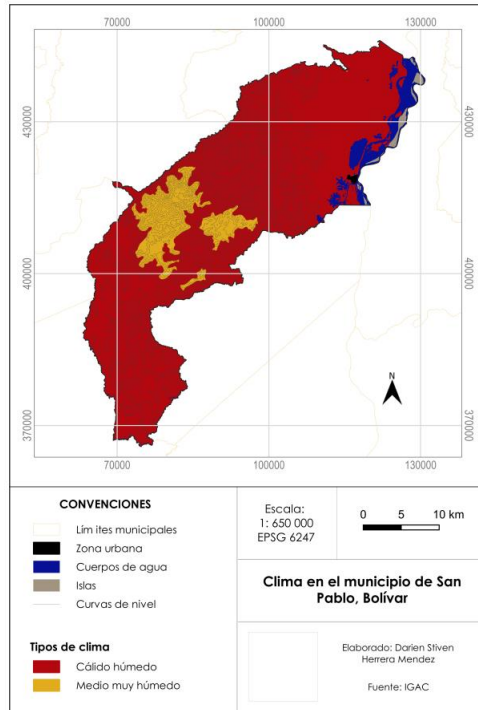 70000 100000 130000
430000 430000
400000 400000
N
370000 370000
70000 100000 130000
CONVENCIONES
Lím ites municipales
Zona urbana
Cuerpos de agua
Islas
Curvas de nivel
Tipos de clima
Cálido húmedo
Medio muy húmedo
Escala:
1: 650 000
EPSG 6247
0 5 10 km
Clima en el municipio de San
Pablo, Bolívar
Elaborado: Darien Stiven
Herrera Mendez
Fuente: IGAC